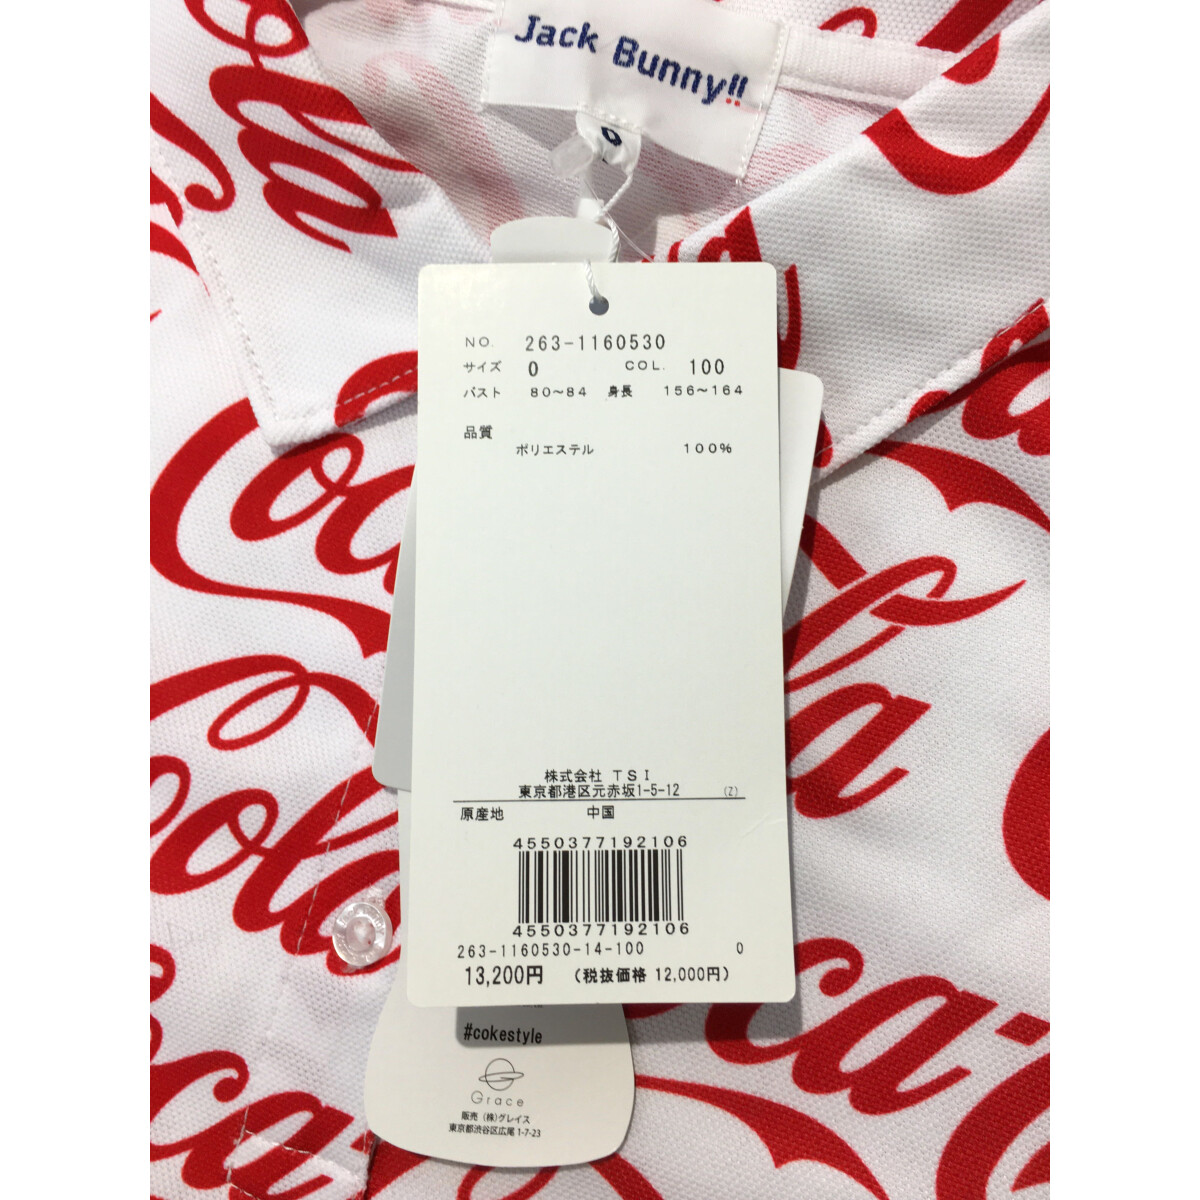 Jack Bunny!!
0
NO. 263-1160530
サイズ 0 COL. 100
バスト 80～84 身長 156～164
品質
ポリエステル 100%
株式会社 TSI
東京都港区元赤坂1-5-12 (Z)
原産地 中国
4550377192106
4550377192106
263-1160530-14-100 0
13,200円 (税抜価格 12,000円)
#cokestyle
Grace
販売 (株)グレイス
東京都渋谷区広尾1-7-23
Coca-Cola